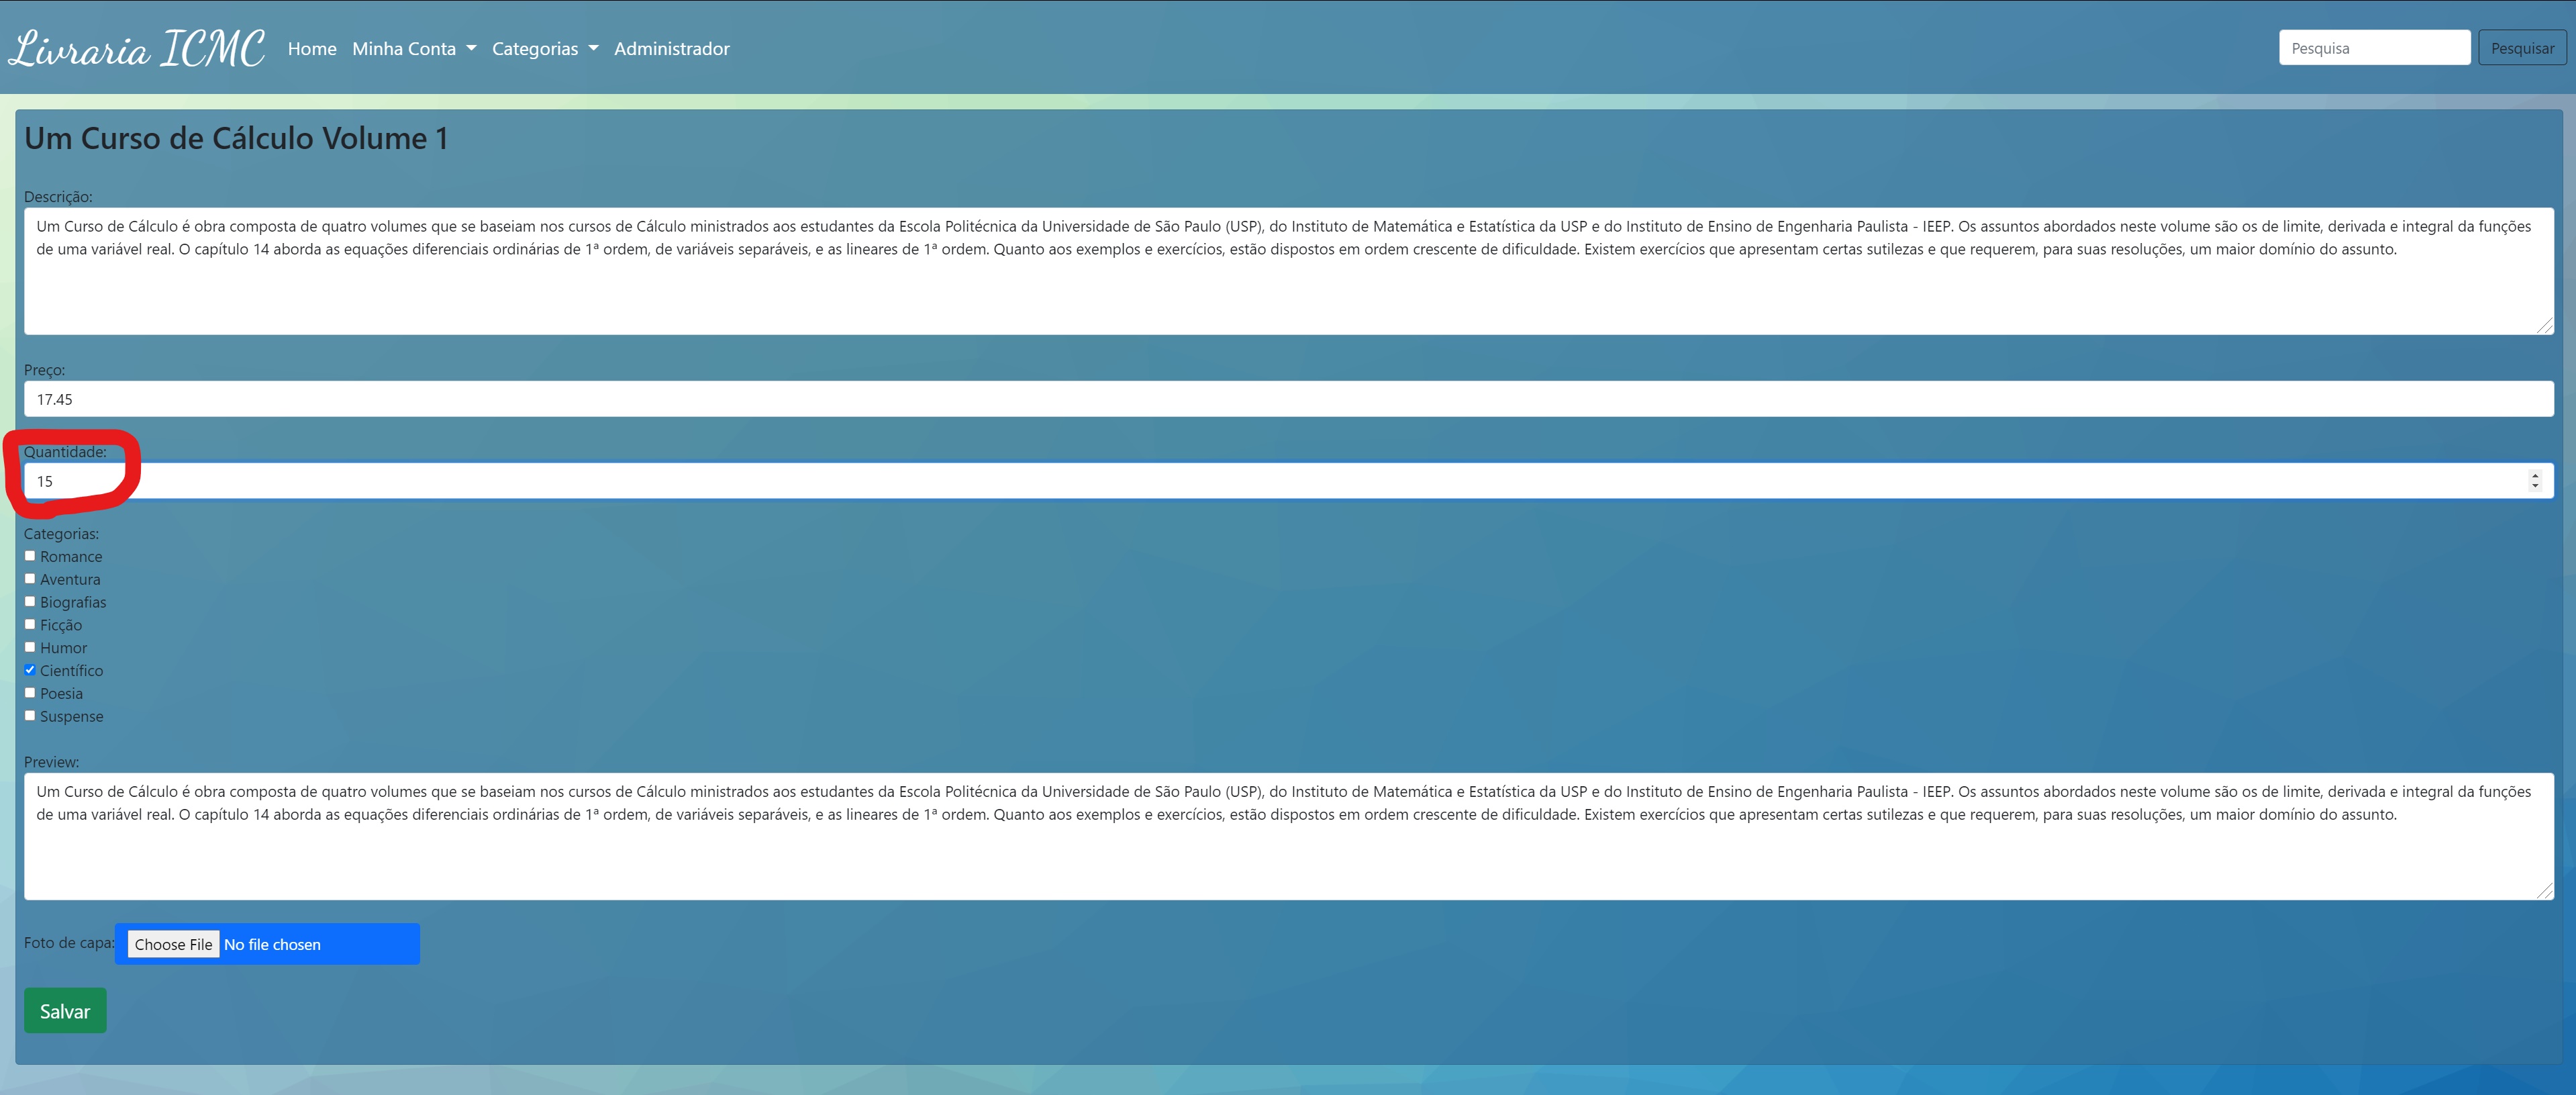 Livraria ICMC Home Minha Conta Categorias Administrador Pesquisa Pesquisar
Um Curso de Cálculo Volume 1
Descrição:
Um Curso de Cálculo é obra composta de quatro volumes que se baseiam nos cursos de Cálculo ministrados aos estudantes da Escola Politécnica da Universidade de São Paulo (USP), do Instituto de Matemática e Estatística da USP e do Instituto de Ensino de Engenharia Paulista - IEEP. Os assuntos abordados neste volume são os de limite, derivada e integral da funções
de uma variável real. O capítulo 14 aborda as equações diferenciais ordinárias de 1ª ordem, de variáveis separáveis, e as lineares de 1ª ordem. Quanto aos exemplos e exercícios, estão dispostos em ordem crescente de dificuldade. Existem exercícios que apresentam certas sutilezas e que requerem, para suas resoluções, um maior domínio do assunto.
Preço:
17.45
Quantidade:
15
Categorias:
Romance
Aventura
Biografias
Ficção
Humor
Científico
Poesia
Suspense
Preview:
Um Curso de Cálculo é obra composta de quatro volumes que se baseiam nos cursos de Cálculo ministrados aos estudantes da Escola Politécnica da Universidade de São Paulo (USP), do Instituto de Matemática e Estatística da USP e do Instituto de Ensino de Engenharia Paulista - IEEP. Os assuntos abordados neste volume são os de limite, derivada e integral da funções
de uma variável real. O capítulo 14 aborda as equações diferenciais ordinárias de 1ª ordem, de variáveis separáveis, e as lineares de 1ª ordem. Quanto aos exemplos e exercícios, estão dispostos em ordem crescente de dificuldade. Existem exercícios que apresentam certas sutilezas e que requerem, para suas resoluções, um maior domínio do assunto.
Foto de capa: Choose File No file chosen
Salvar